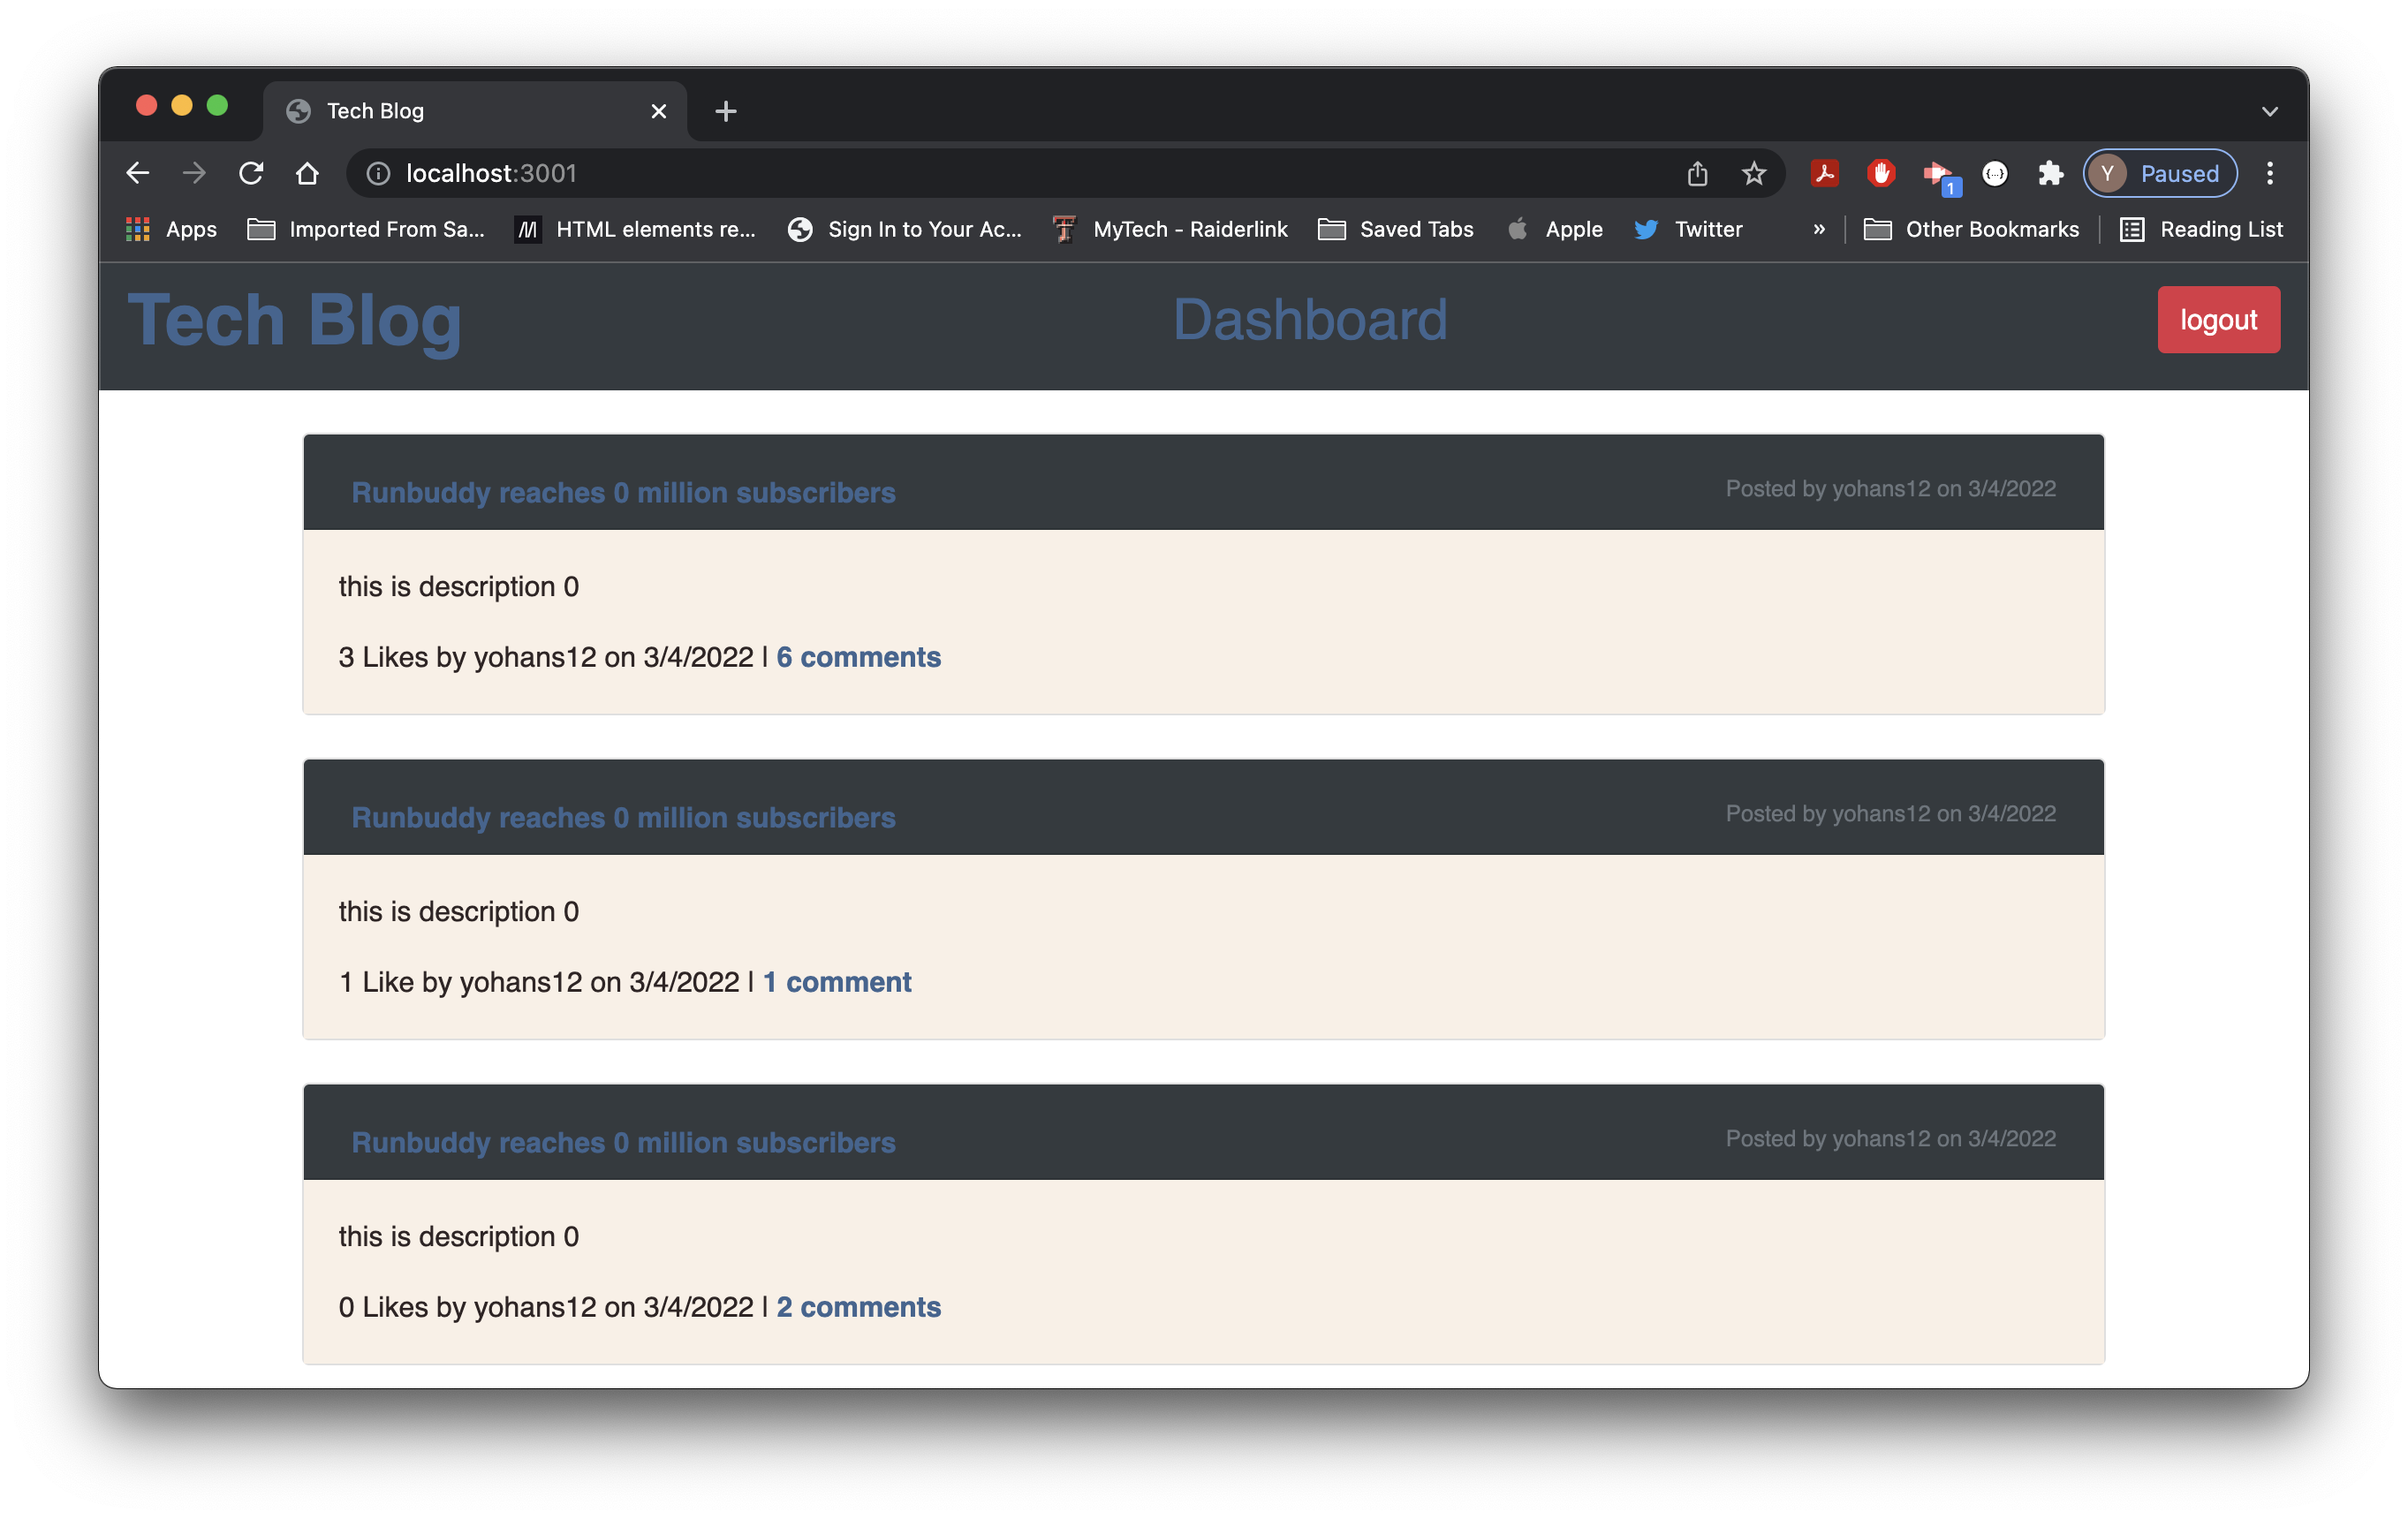 Tech Blog
localhost:3001
1
{...}
Y Paused
Apps Imported From Sa... HTML elements re... Sign In to Your Ac... MyTech - Raiderlink Saved Tabs Apple Twitter » Other Bookmarks Reading List
Tech Blog Dashboard logout
Runbuddy reaches 0 million subscribers Posted by yohans12 on 3/4/2022
this is description 0
3 Likes by yohans12 on 3/4/2022 | 6 comments
Runbuddy reaches 0 million subscribers Posted by yohans12 on 3/4/2022
this is description 0
1 Like by yohans12 on 3/4/2022 | 1 comment
Runbuddy reaches 0 million subscribers Posted by yohans12 on 3/4/2022
this is description 0
0 Likes by yohans12 on 3/4/2022 | 2 comments